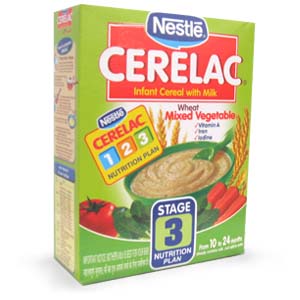 Nestlé
CERELAC
Infant Cereal with Milk
Wheat
Mixed Vegetable
✓Vitamin A
✓Iron
✓Iodine
Nestlé
CERELAC
1 2 3
NUTRITION PLAN
STAGE
3
NUTRITION
PLAN
From 10 to 24 months